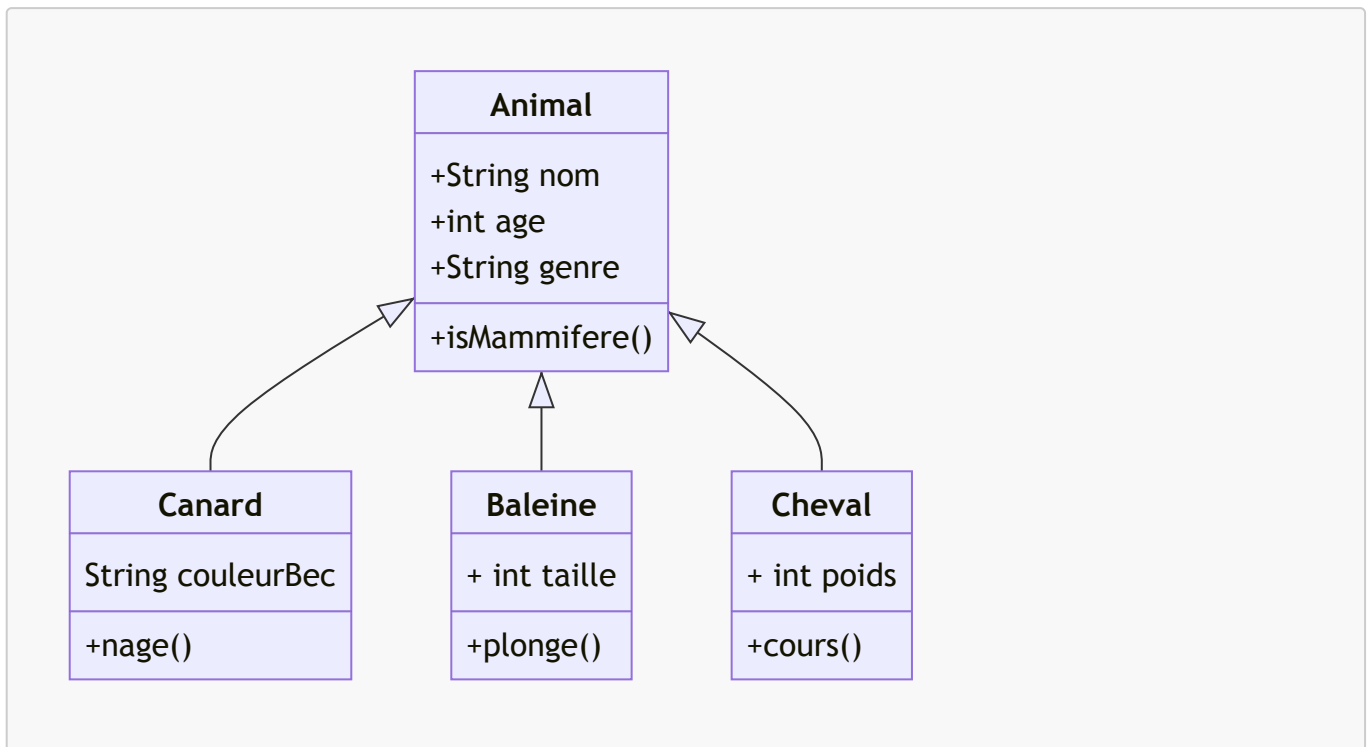 Animal
+String nom
+int age
+String genre
+isMammifere()
Canard
String couleurBec
+nage()
Baleine
+ int taille
+plonge()
Cheval
+ int poids
+cours()